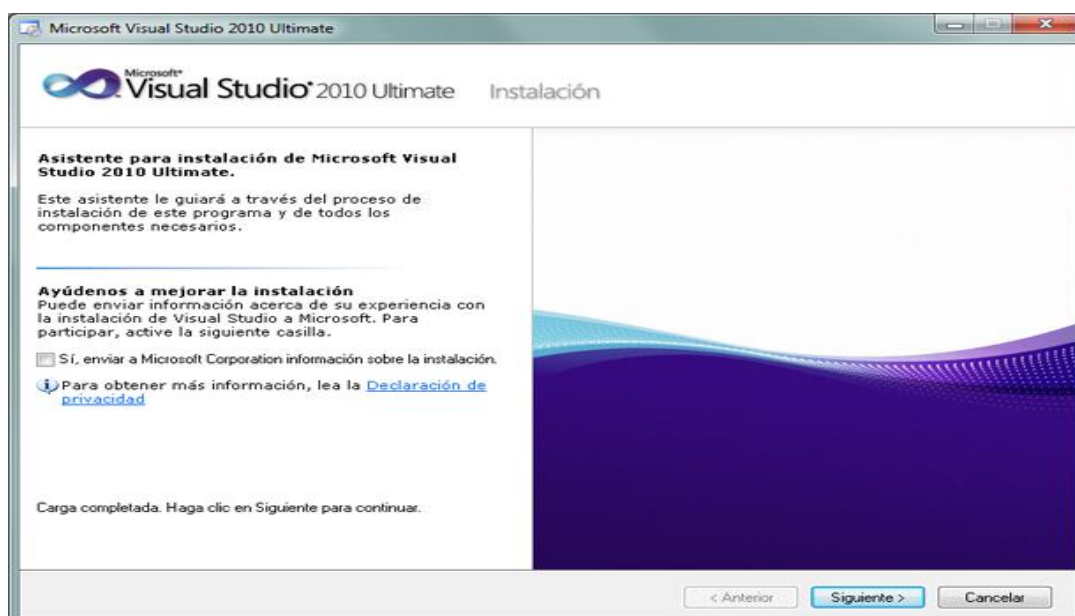 Microsoft Visual Studio 2010 Ultimate
Microsoft®
Visual Studio® 2010 Ultimate Instalación
Asistente para instalación de Microsoft Visual
Studio 2010 Ultimate.
Este asistente le guiará a través del proceso de
instalación de este programa y de todos los
componentes necesarios.
Ayúdenos a mejorar la instalación
Puede enviar información acerca de su experiencia con
la instalación de Visual Studio a Microsoft. Para
participar, active la siguiente casilla.
Sí, enviar a Microsoft Corporation información sobre la instalación.
Para obtener más información, lea la Declaración de
privacidad
Carga completada. Haga clic en Siguiente para continuar.
< Anterior Siguiente > Cancelar